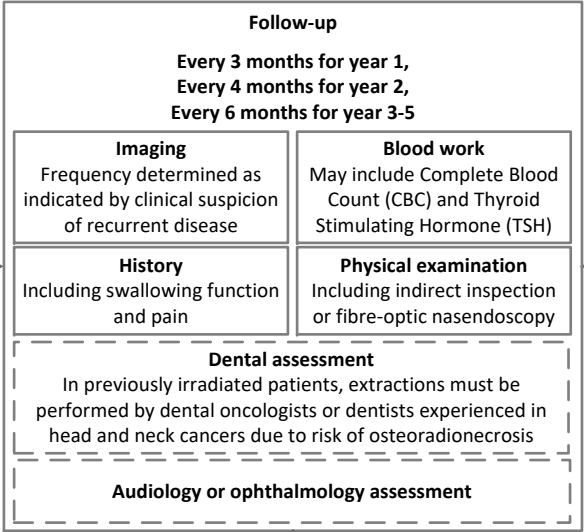 Follow-up
Every 3 months for year 1,
Every 4 months for year 2,
Every 6 months for year 3-5
Imaging
Frequency determined as
indicated by clinical suspicion
of recurrent disease
Blood work
May include Complete Blood
Count (CBC) and Thyroid
Stimulating Hormone (TSH)
History
Including swallowing function
and pain
Physical examination
Including indirect inspection
or fibre-optic nasendoscopy
Dental assessment
In previously irradiated patients, extractions must be
performed by dental oncologists or dentists experienced in
head and neck cancers due to risk of osteoradionecrosis
Audiology or ophthalmology assessment